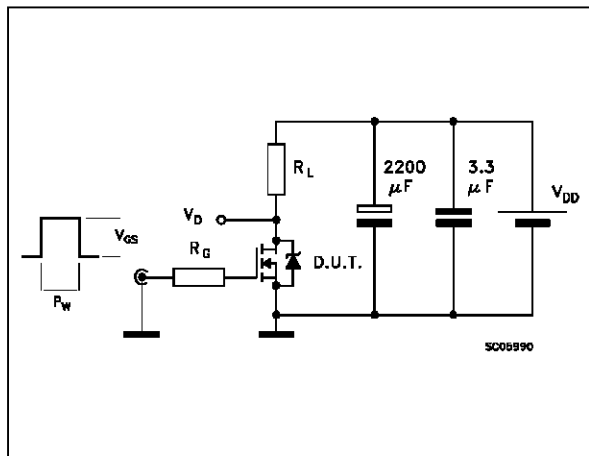 R_L
2200
μF
3.3
μF
V_DD
V_D
V_GS
R_G
D.U.T.
P_W
SC05990